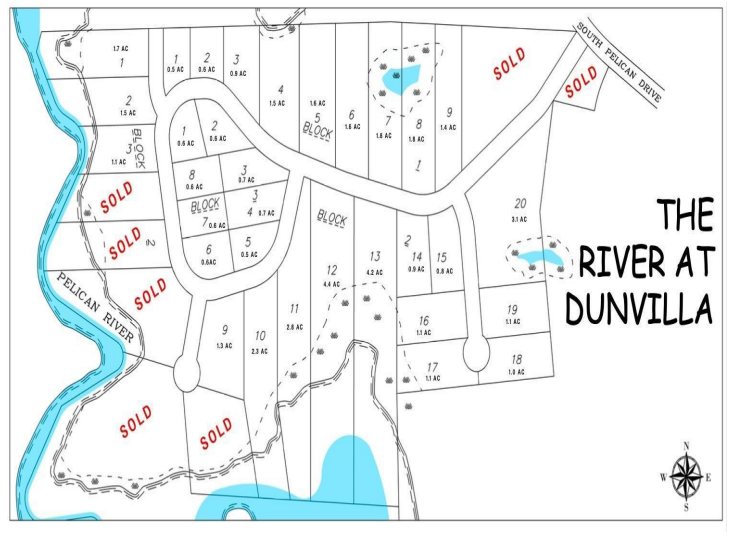 1.7 AC
1
2
1.5 AC
3
1.1 AC
BLOCK
2
SOLD
SOLD
SOLD
SOLD
SOLD
PELICAN RIVER
1
0.5 AC
2
0.6 AC
3
0.9 AC
4
1.5 AC
1.6 AC
5
BLOCK
6
1.6 AC
7
1.8 AC
8
1.6 AC
1
9
1.4 AC
SOLD
SOLD
SOUTH PELICAN DRIVE
1
0.6 AC
2
0.6 AC
8
0.6 AC
3
0.7 AC
BLOCK
3
7
0.6 AC
4
0.7 AC
6
0.6AC
5
0.5 AC
BLOCK
2
9
1.3 AC
10
2.3 AC
11
2.8 AC
12
4.4 AC
13
4.2 AC
14
0.9 AC
15
0.8 AC
16
1.1 AC
17
1.1 AC
18
1.0 AC
19
1.1 AC
20
3.1 AC
THE
RIVER AT
DUNVILLA
N
W
E
S